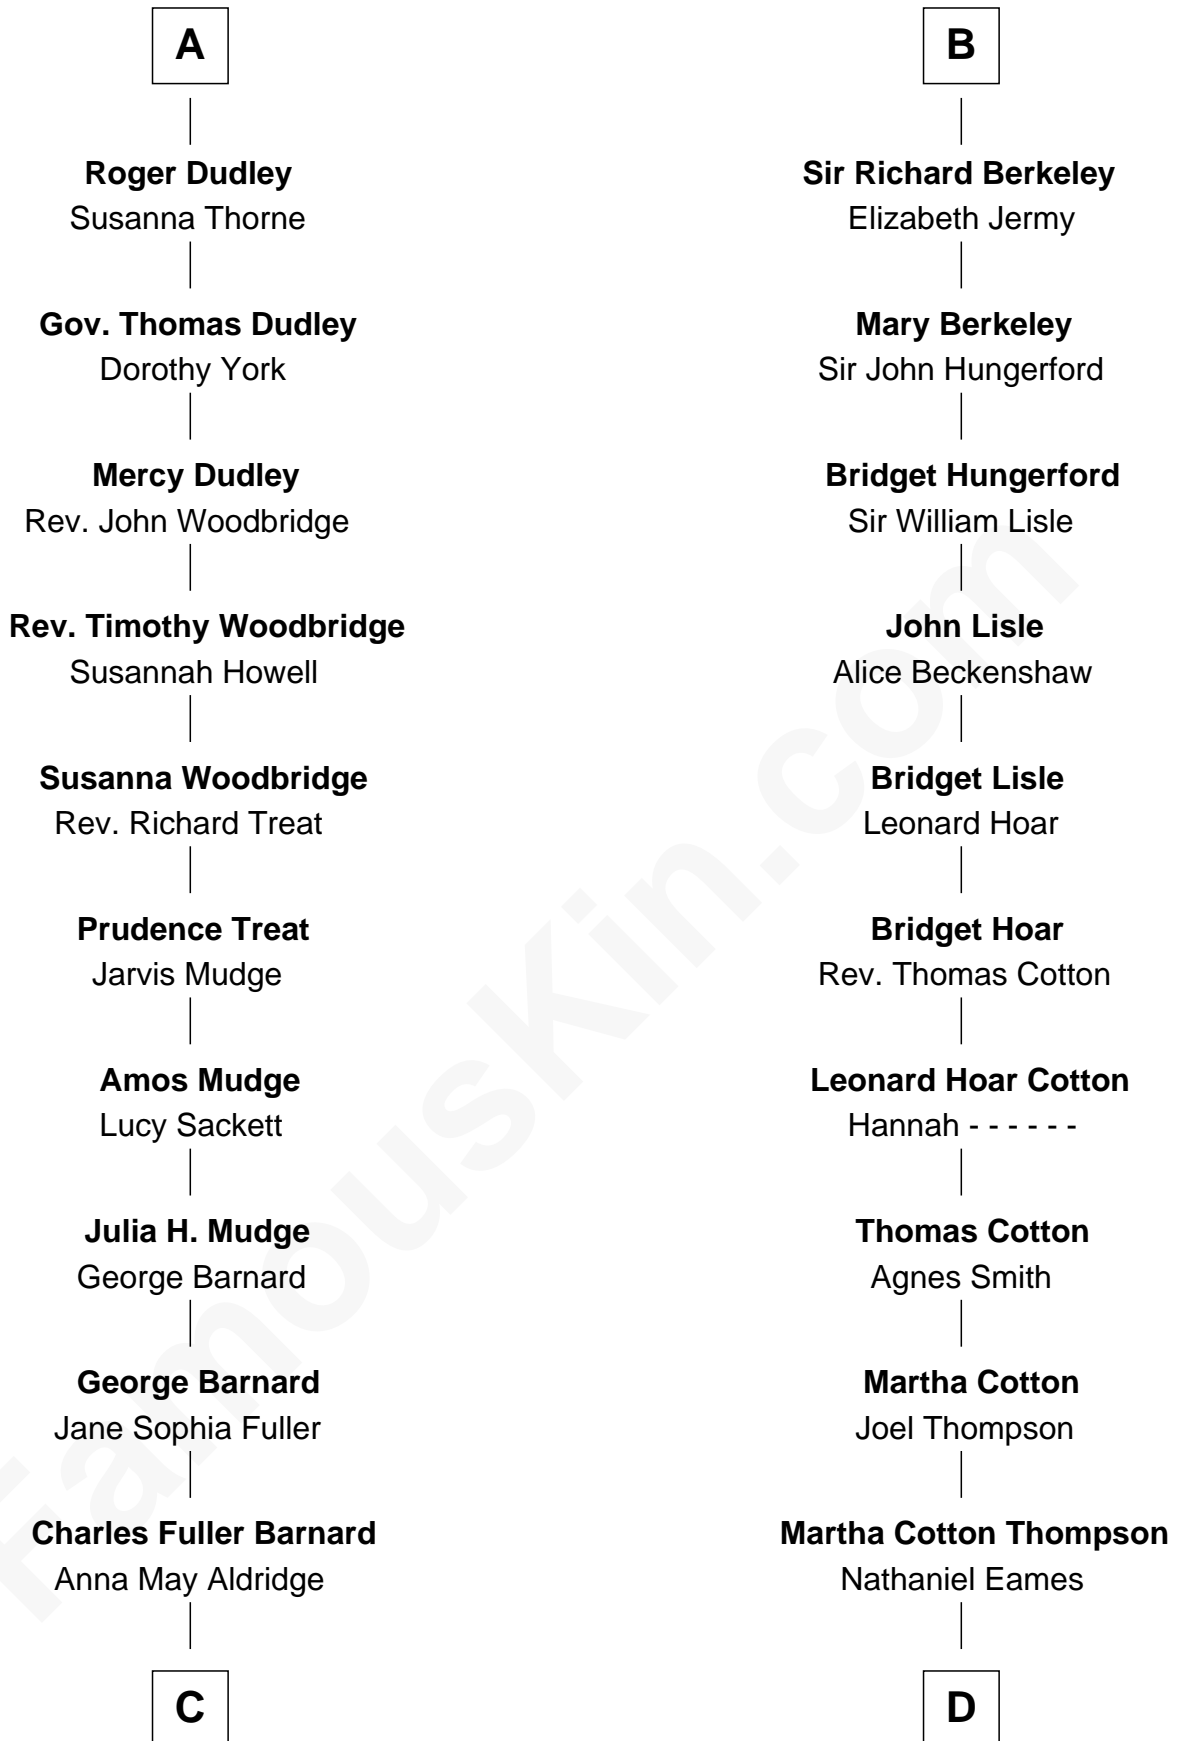 A
Roger Dudley
Susanna Thorne
Gov. Thomas Dudley
Dorothy York
Mercy Dudley
Rev. John Woodbridge
Rev. Timothy Woodbridge
Susannah Howell
Susanna Woodbridge
Rev. Richard Treat
Prudence Treat
Jarvis Mudge
Amos Mudge
Lucy Sackett
Julia H. Mudge
George Barnard
George Barnard
Jane Sophia Fuller
Charles Fuller Barnard
Anna May Aldridge
C
B
Sir Richard Berkeley
Elizabeth Jermy
Mary Berkeley
Sir John Hungerford
Bridget Hungerford
Sir William Lisle
John Lisle
Alice Beckenshaw
Bridget Lisle
Leonard Hoar
Bridget Hoar
Rev. Thomas Cotton
Leonard Hoar Cotton
Hannah - - - - - -
Thomas Cotton
Agnes Smith
Martha Cotton
Joel Thompson
Martha Cotton Thompson
Nathaniel Eames
D
FamousKin.com